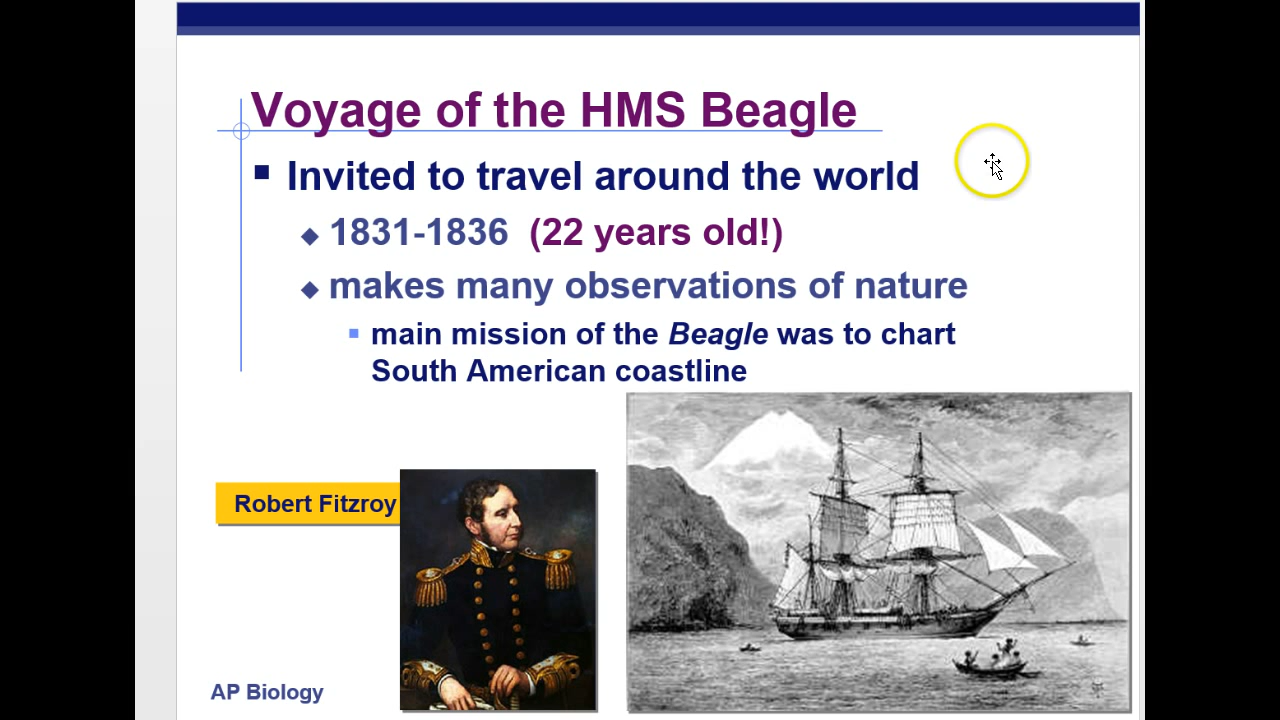 Voyage of the HMS Beagle
Invited to travel around the world
1831-1836 (22 years old!)
makes many observations of nature
main mission of the Beagle was to chart
South American coastline
Robert Fitzroy
AP Biology